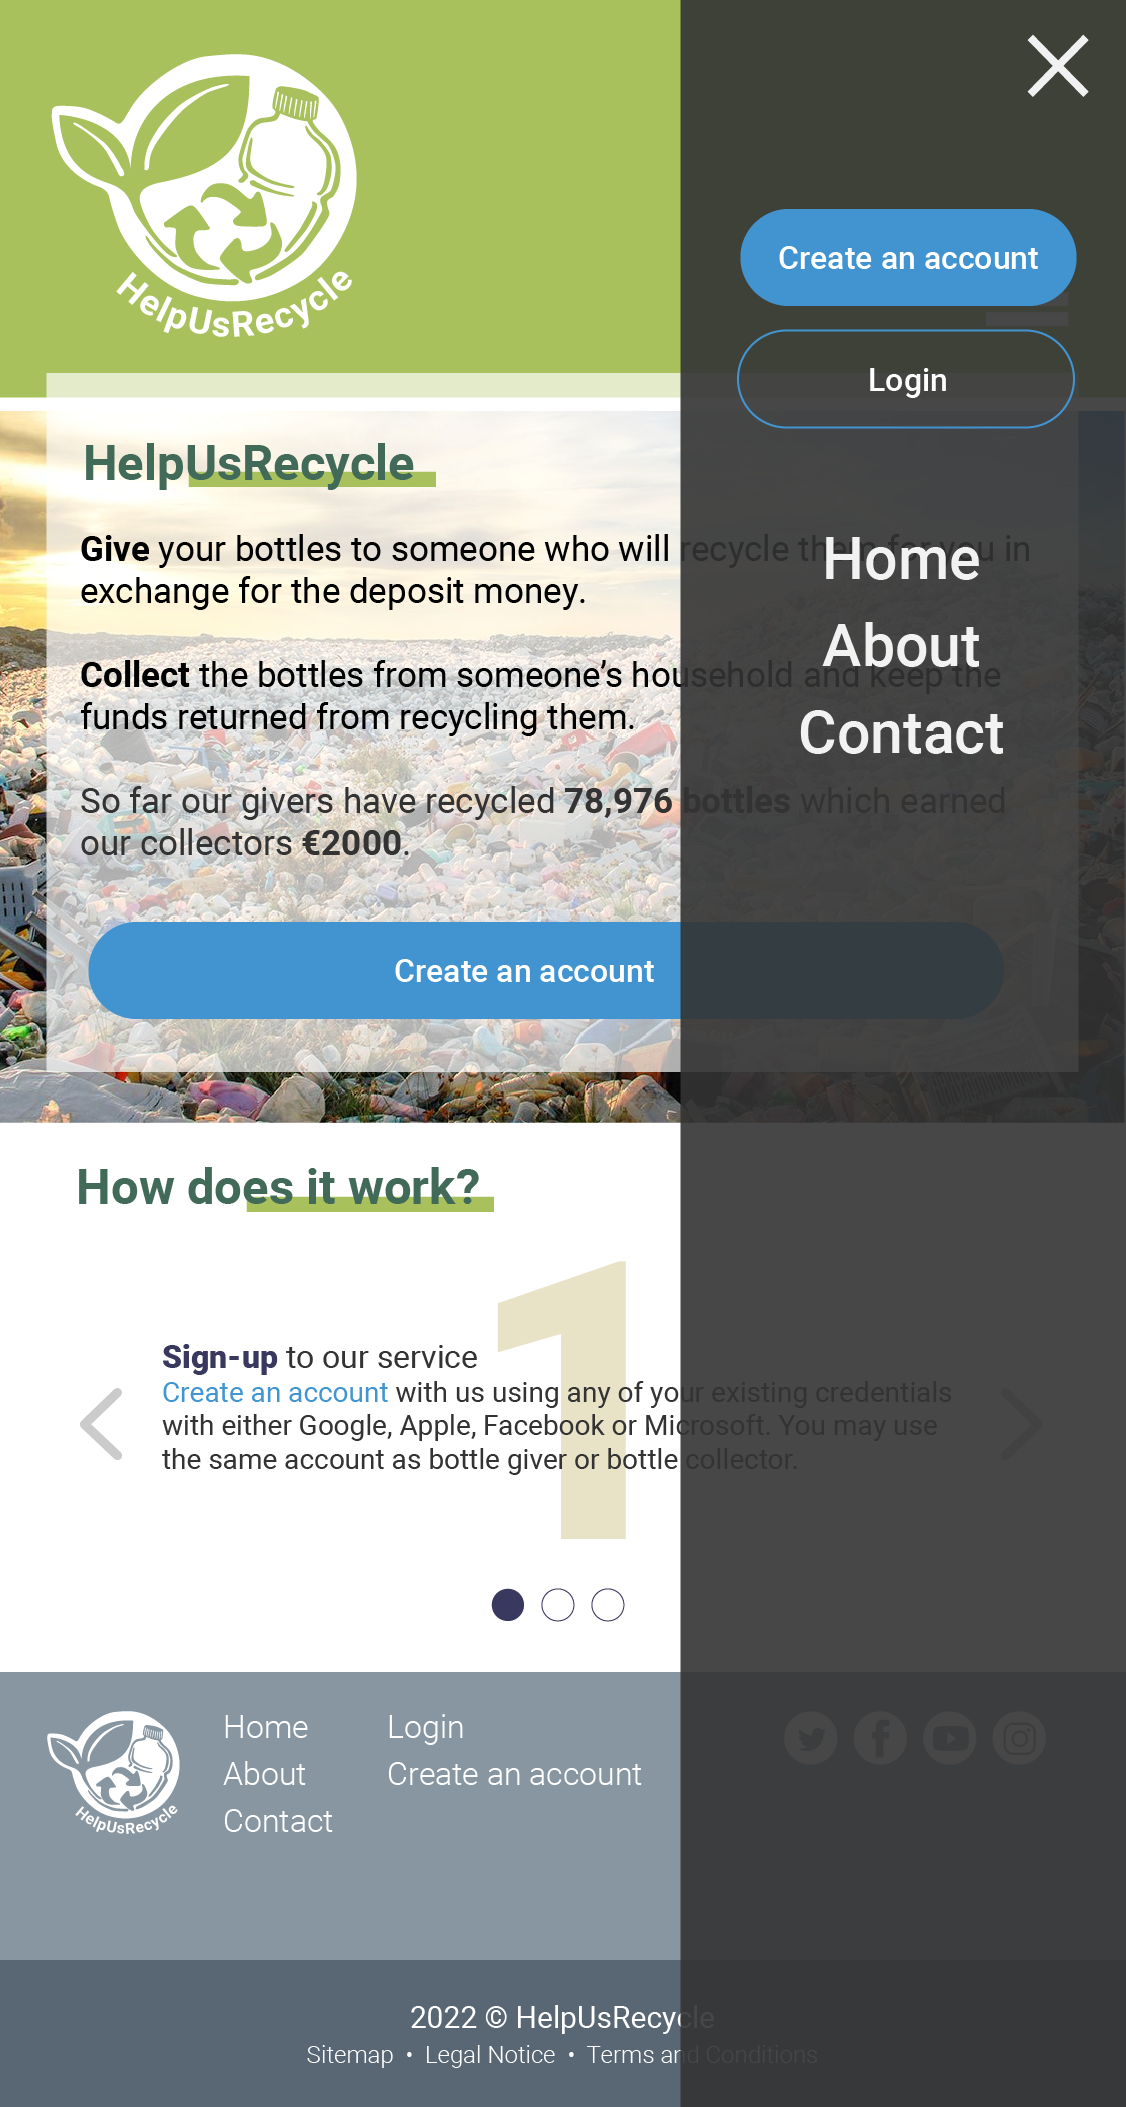 HelpUsRecycle
Create an account
Login
Home
About
Contact
HelpUsRecycle
Give your bottles to someone who will recycle them for you in
exchange for the deposit money.
Collect the bottles from someone’s household and keep the
funds returned from recycling them.
So far our givers have recycled 78,976 bottles which earned
our collectors €2000.
Create an account
How does it work?
1
Sign-up to our service
Create an account with us using any of your existing credentials
with either Google, Apple, Facebook or Microsoft. You may use
the same account as bottle giver or bottle collector.
HelpUsRecycle
Home
About
Contact
Login
Create an account
2022 © HelpUsRecycle
Sitemap • Legal Notice • Terms and Conditions